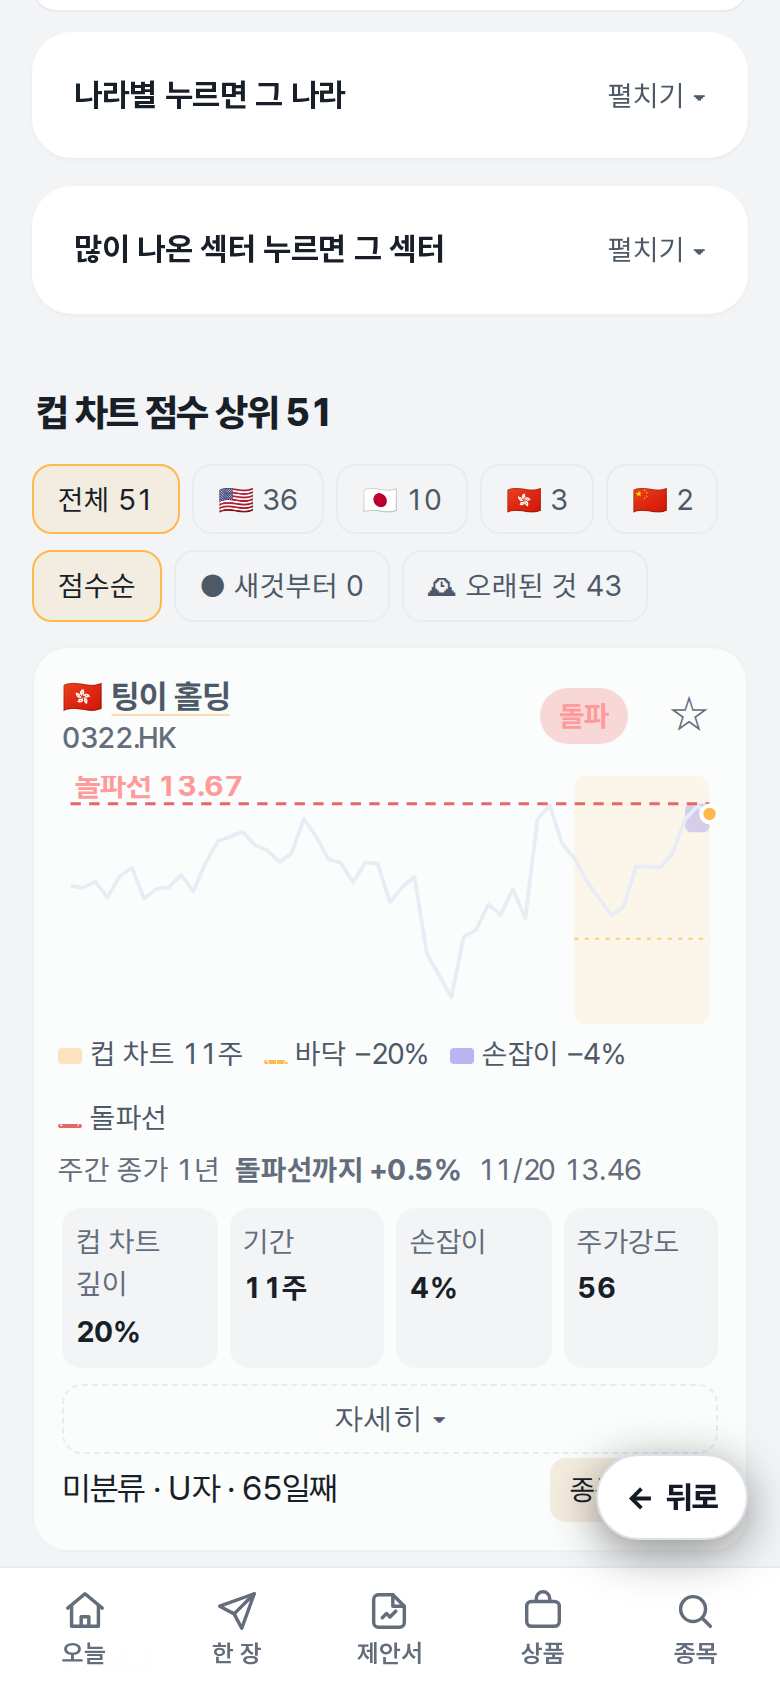 나라별 누르면 그 나라 펼치기
많이 나온 섹터 누르면 그 섹터 펼치기
컵 차트 점수 상위 51
전체 51 36 10 3 2
점수순 새것부터 0 오래된 것 43
팅이 홀딩
0322.HK
돌파
돌파선 13.67
컵 차트 11주 바닥 −20% 손잡이 −4%
돌파선
주간 종가 1년 돌파선까지 +0.5% 11/20 13.46
컵 차트 깊이 20%
기간 11주
손잡이 4%
주가강도 56
자세히
미분류 · U자 · 65일째
← 뒤로
오늘 한 장 제안서 상품 종목